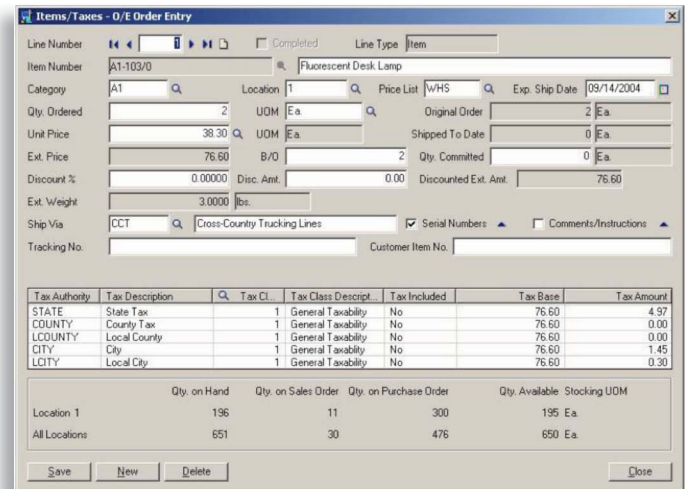 Items/Taxes - O/E Order Entry
Line Number 1 Completed Line Type Item
Item Number A1-103/0 Fluorescent Desk Lamp
Category A1 Location 1 Price List WHS Exp. Ship Date 09/14/2004
Qty. Ordered 2 UOM Ea. Original Order 2 Ea.
Unit Price 38.30 UOM Ea. Shipped To Date 0 Ea.
Ext. Price 76.60 B/O 2 Qty. Committed 0 Ea.
Discount % 0.00000 Disc. Amt. 0.00 Discounted Ext. Amt. 76.60
Ext. Weight 3.0000 lbs.
Ship Via CCT Cross-Country Trucking Lines Serial Numbers Comments/Instructions
Tracking No. Customer Item No.
Tax Authority Tax Description Tax Cl... Tax Class Descript... Tax Included Tax Base Tax Amount
STATE State Tax 1 General Taxability No 76.60 4.97
COUNTY County Tax 1 General Taxability No 76.60 0.00
LCOUNTY Local County 1 General Taxability No 76.60 0.00
CITY City 1 General Taxability No 76.60 1.45
LCITY Local City 1 General Taxability No 76.60 0.30
Qty. on Hand Qty. on Sales Order Qty. on Purchase Order Qty. Available Stocking UOM
Location 1 196 11 300 195 Ea.
All Locations 651 30 476 650 Ea.
Save New Delete Close